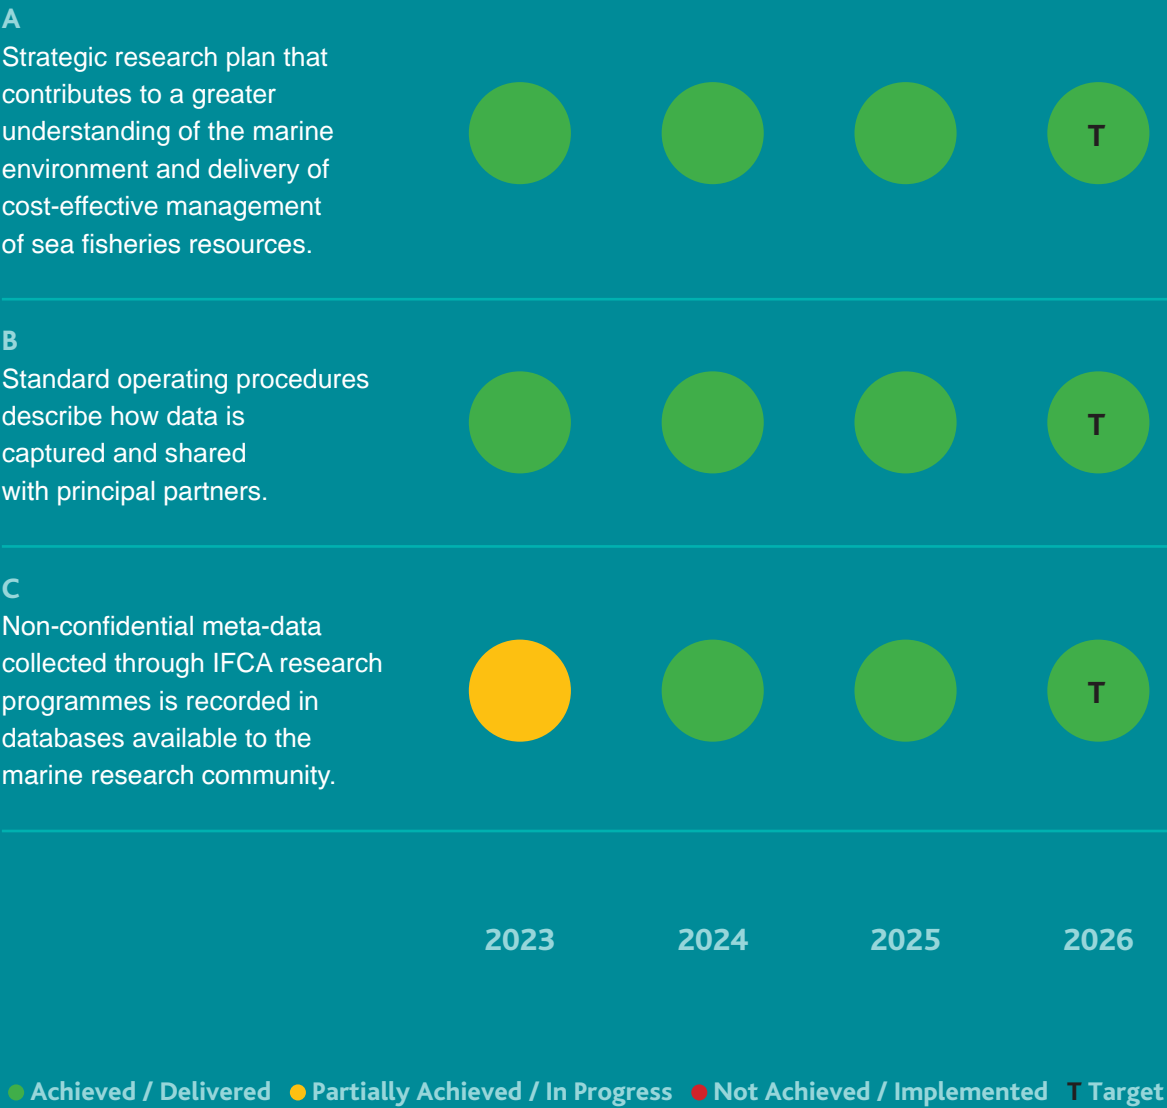 A
Strategic research plan that
contributes to a greater
understanding of the marine
environment and delivery of
cost-effective management
of sea fisheries resources.
T
B
Standard operating procedures
describe how data is
captured and shared
with principal partners.
T
C
Non-confidential meta-data
collected through IFCA research
programmes is recorded in
databases available to the
marine research community.
T
2023 2024 2025 2026
Achieved / Delivered Partially Achieved / In Progress Not Achieved / Implemented T Target